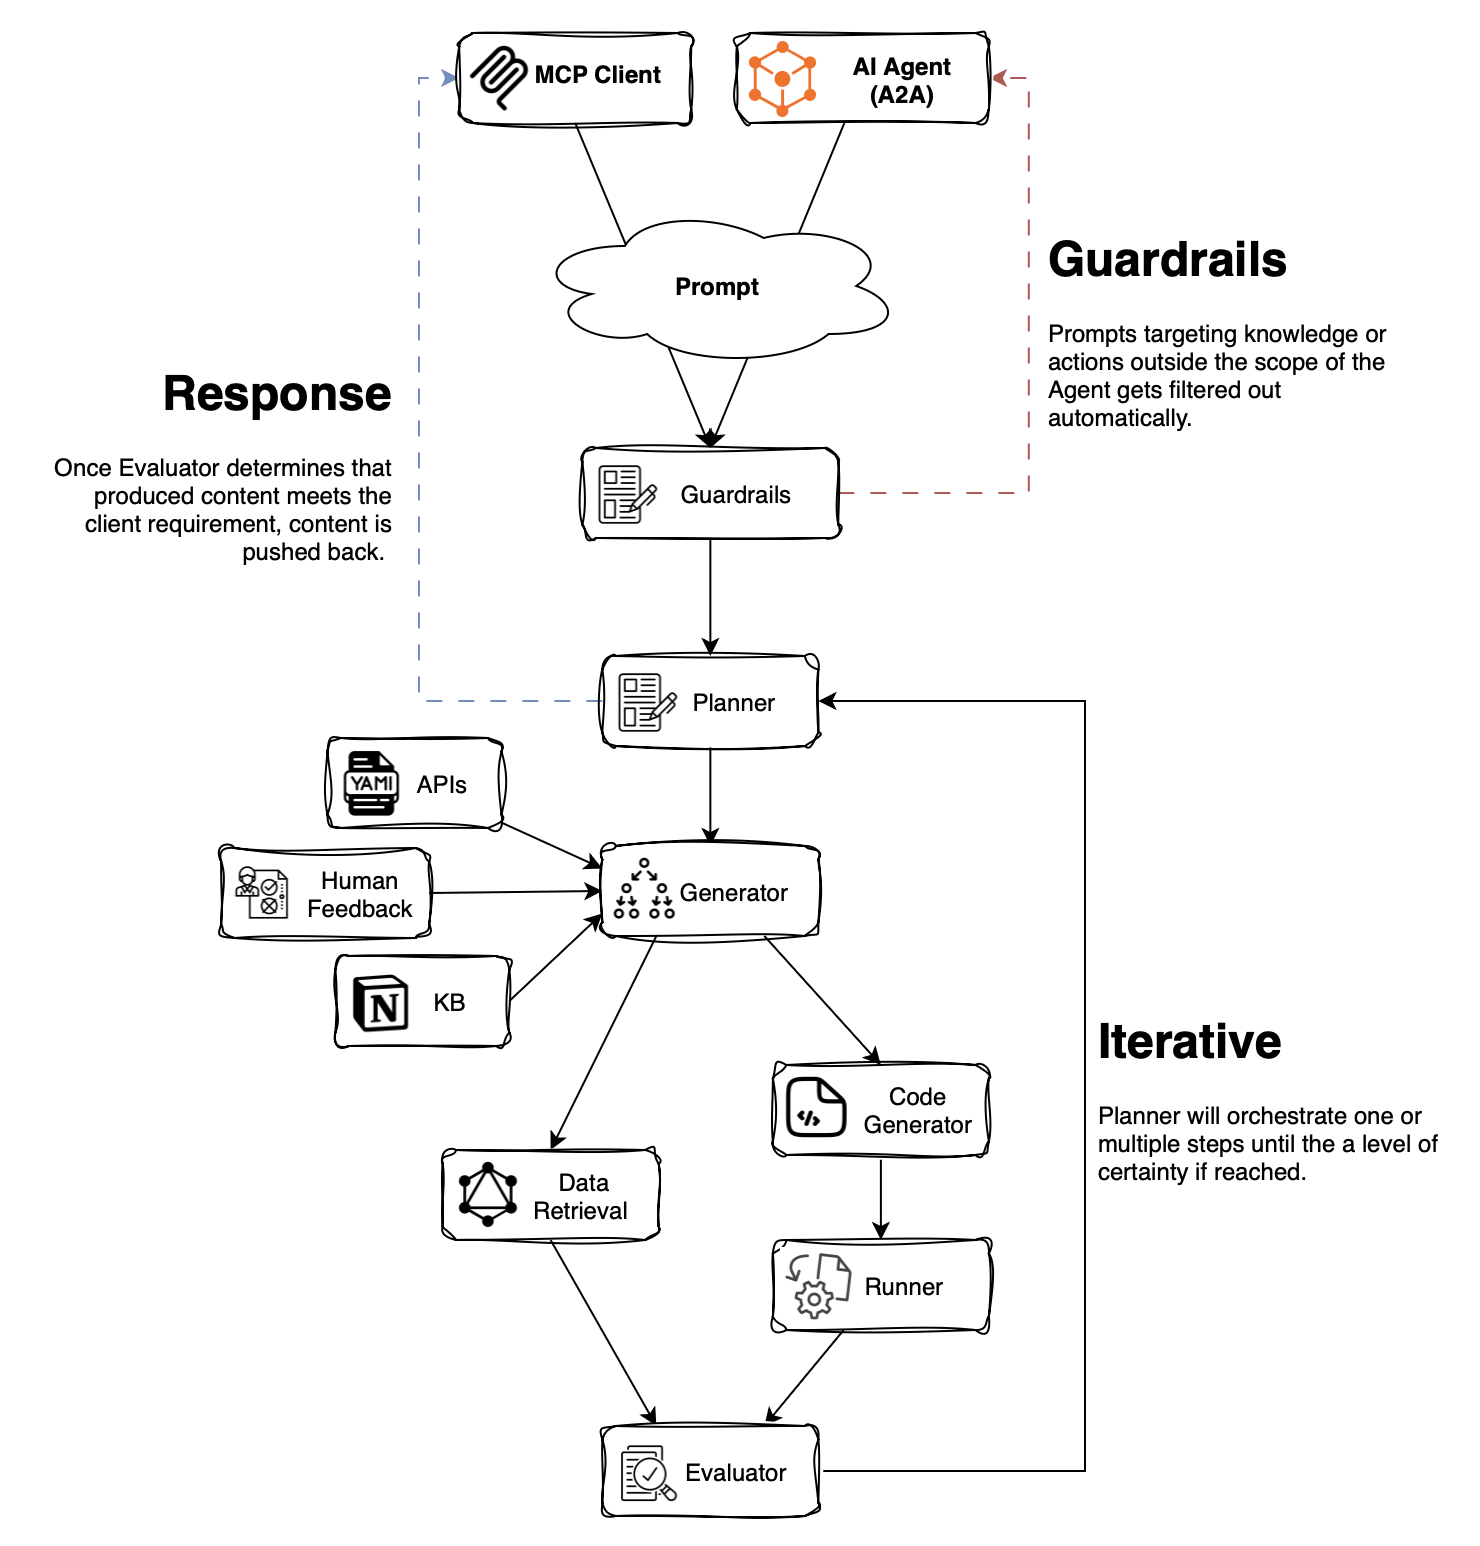 MCP Client
AI Agent
(A2A)
Prompt
Guardrails
Prompts targeting knowledge or
actions outside the scope of the
Agent gets filtered out
automatically.
Response
Once Evaluator determines that
produced content meets the
client requirement, content is
pushed back.
Guardrails
Planner
YAMI
APIs
Human
Feedback
Generator
N
KB
Iterative
Planner will orchestrate one or
multiple steps until the a level of
certainty if reached.
</>
Code
Generator
Data
Retrieval
Runner
Evaluator